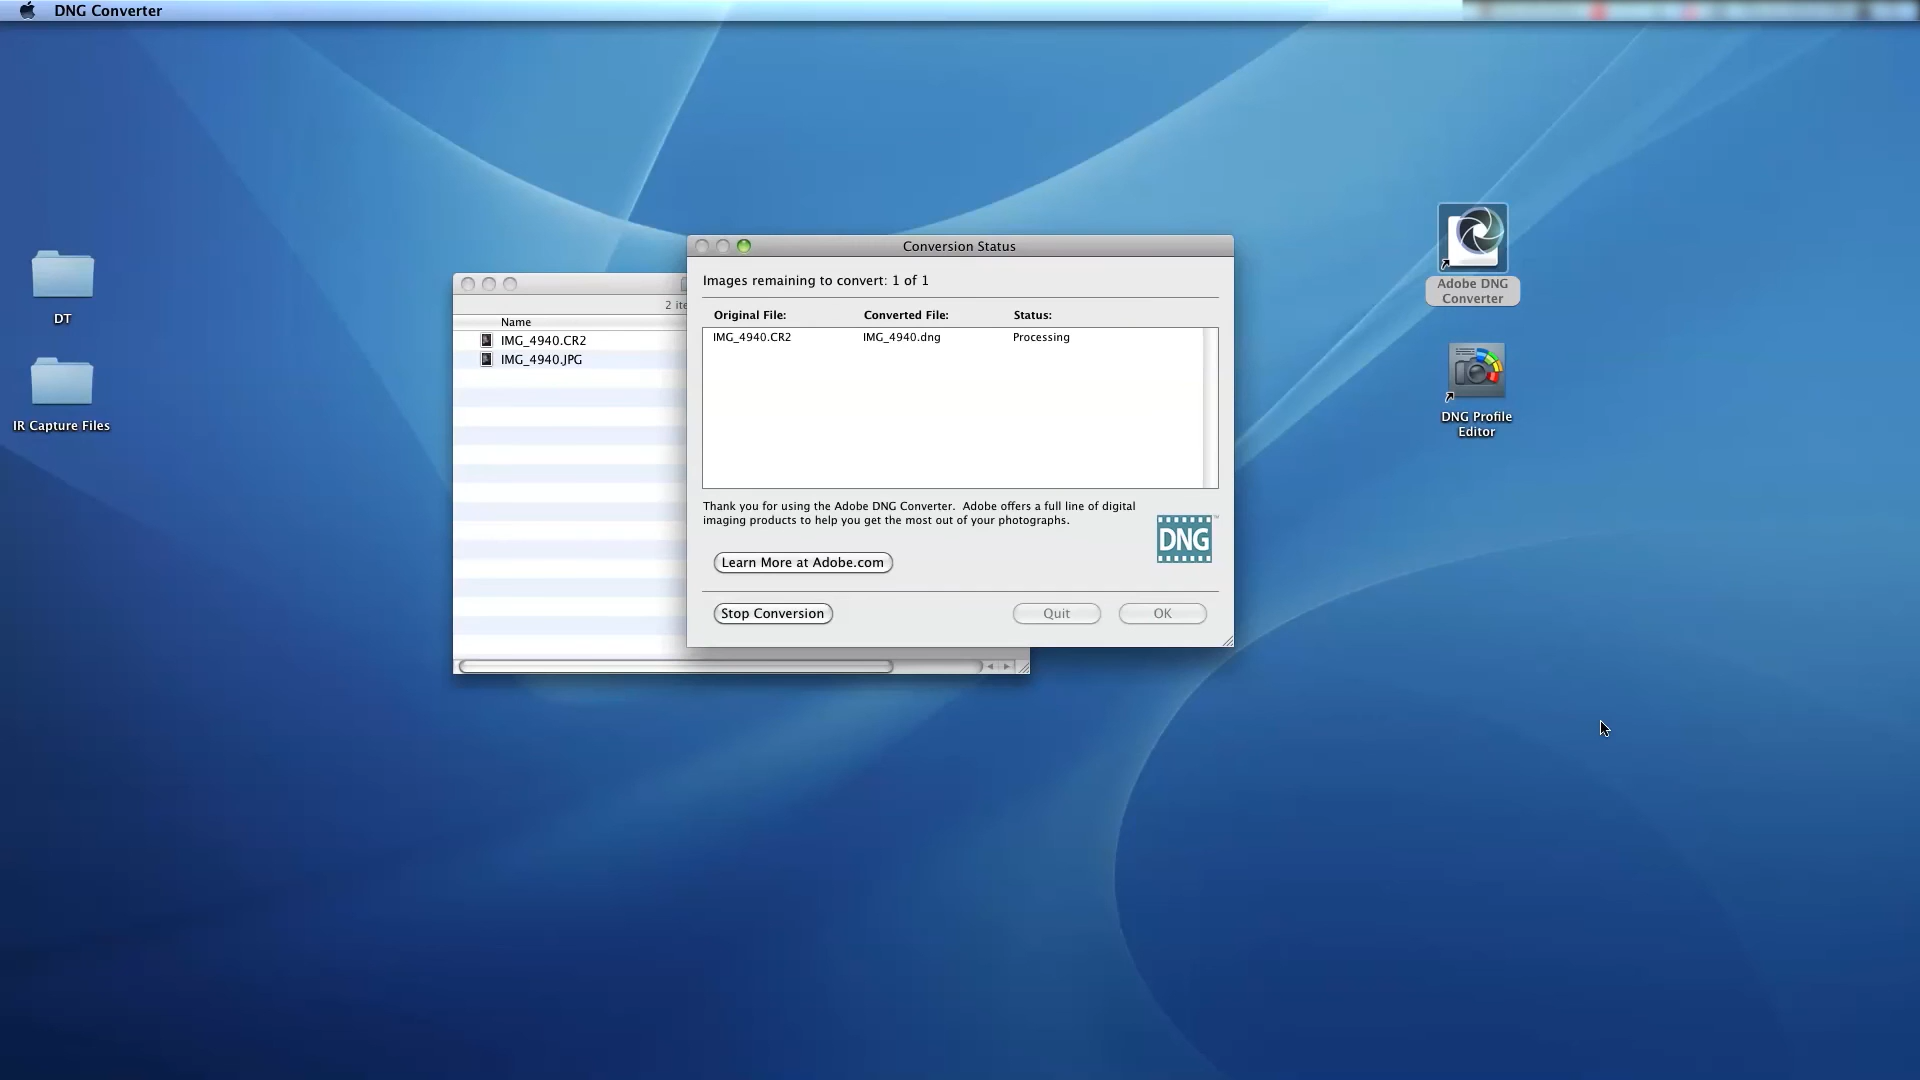 DNG Converter
DT
IR Capture Files
2 ite
Name
IMG_4940.CR2
IMG_4940.JPG
Conversion Status
Images remaining to convert: 1 of 1
Original File: Converted File: Status:
IMG_4940.CR2 IMG_4940.dng Processing
Thank you for using the Adobe DNG Converter. Adobe offers a full line of digital
imaging products to help you get the most out of your photographs.
DNG™
Learn More at Adobe.com
Stop Conversion Quit OK
Adobe DNG
Converter
DNG Profile
Editor